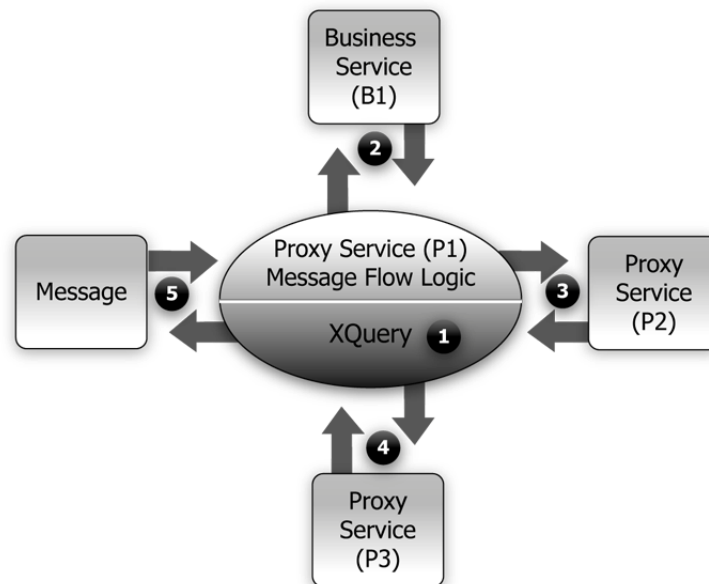 Business
Service
(B1)
2
Proxy Service (P1)
Message Flow Logic
Message
5
3
Proxy
Service
(P2)
XQuery 1
4
Proxy
Service
(P3)